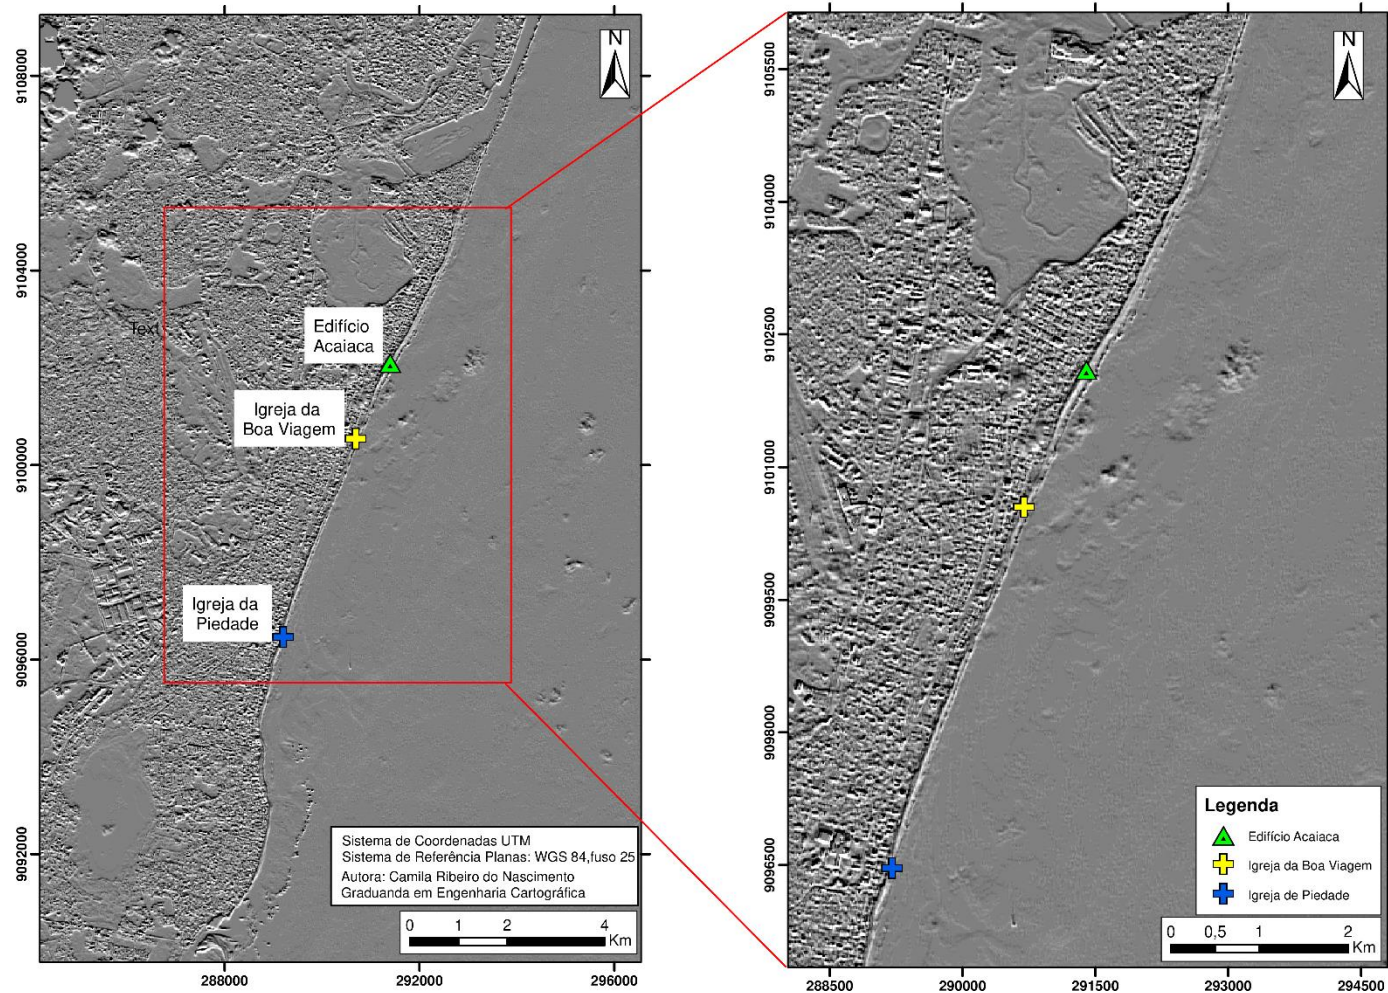 N
9108000
9104000
9100000
9096000
9092000
Text
Edifício
Acaiaca
Igreja da
Boa Viagem
Igreja da
Piedade
Sistema de Coordenadas UTM
Sistema de Referência Planas: WGS 84,fuso 25
Autora: Camila Ribeiro do Nascimento
Graduanda em Engenharia Cartográfica
0 1 2 4
Km
288000 292000 296000
N
9105500
9104000
9102500
9101000
9099500
9098000
9096500
Legenda
Edifício Acaiaca
Igreja da Boa Viagem
Igreja de Piedade
0 0,5 1 2
Km
288500 290000 291500 293000 294500